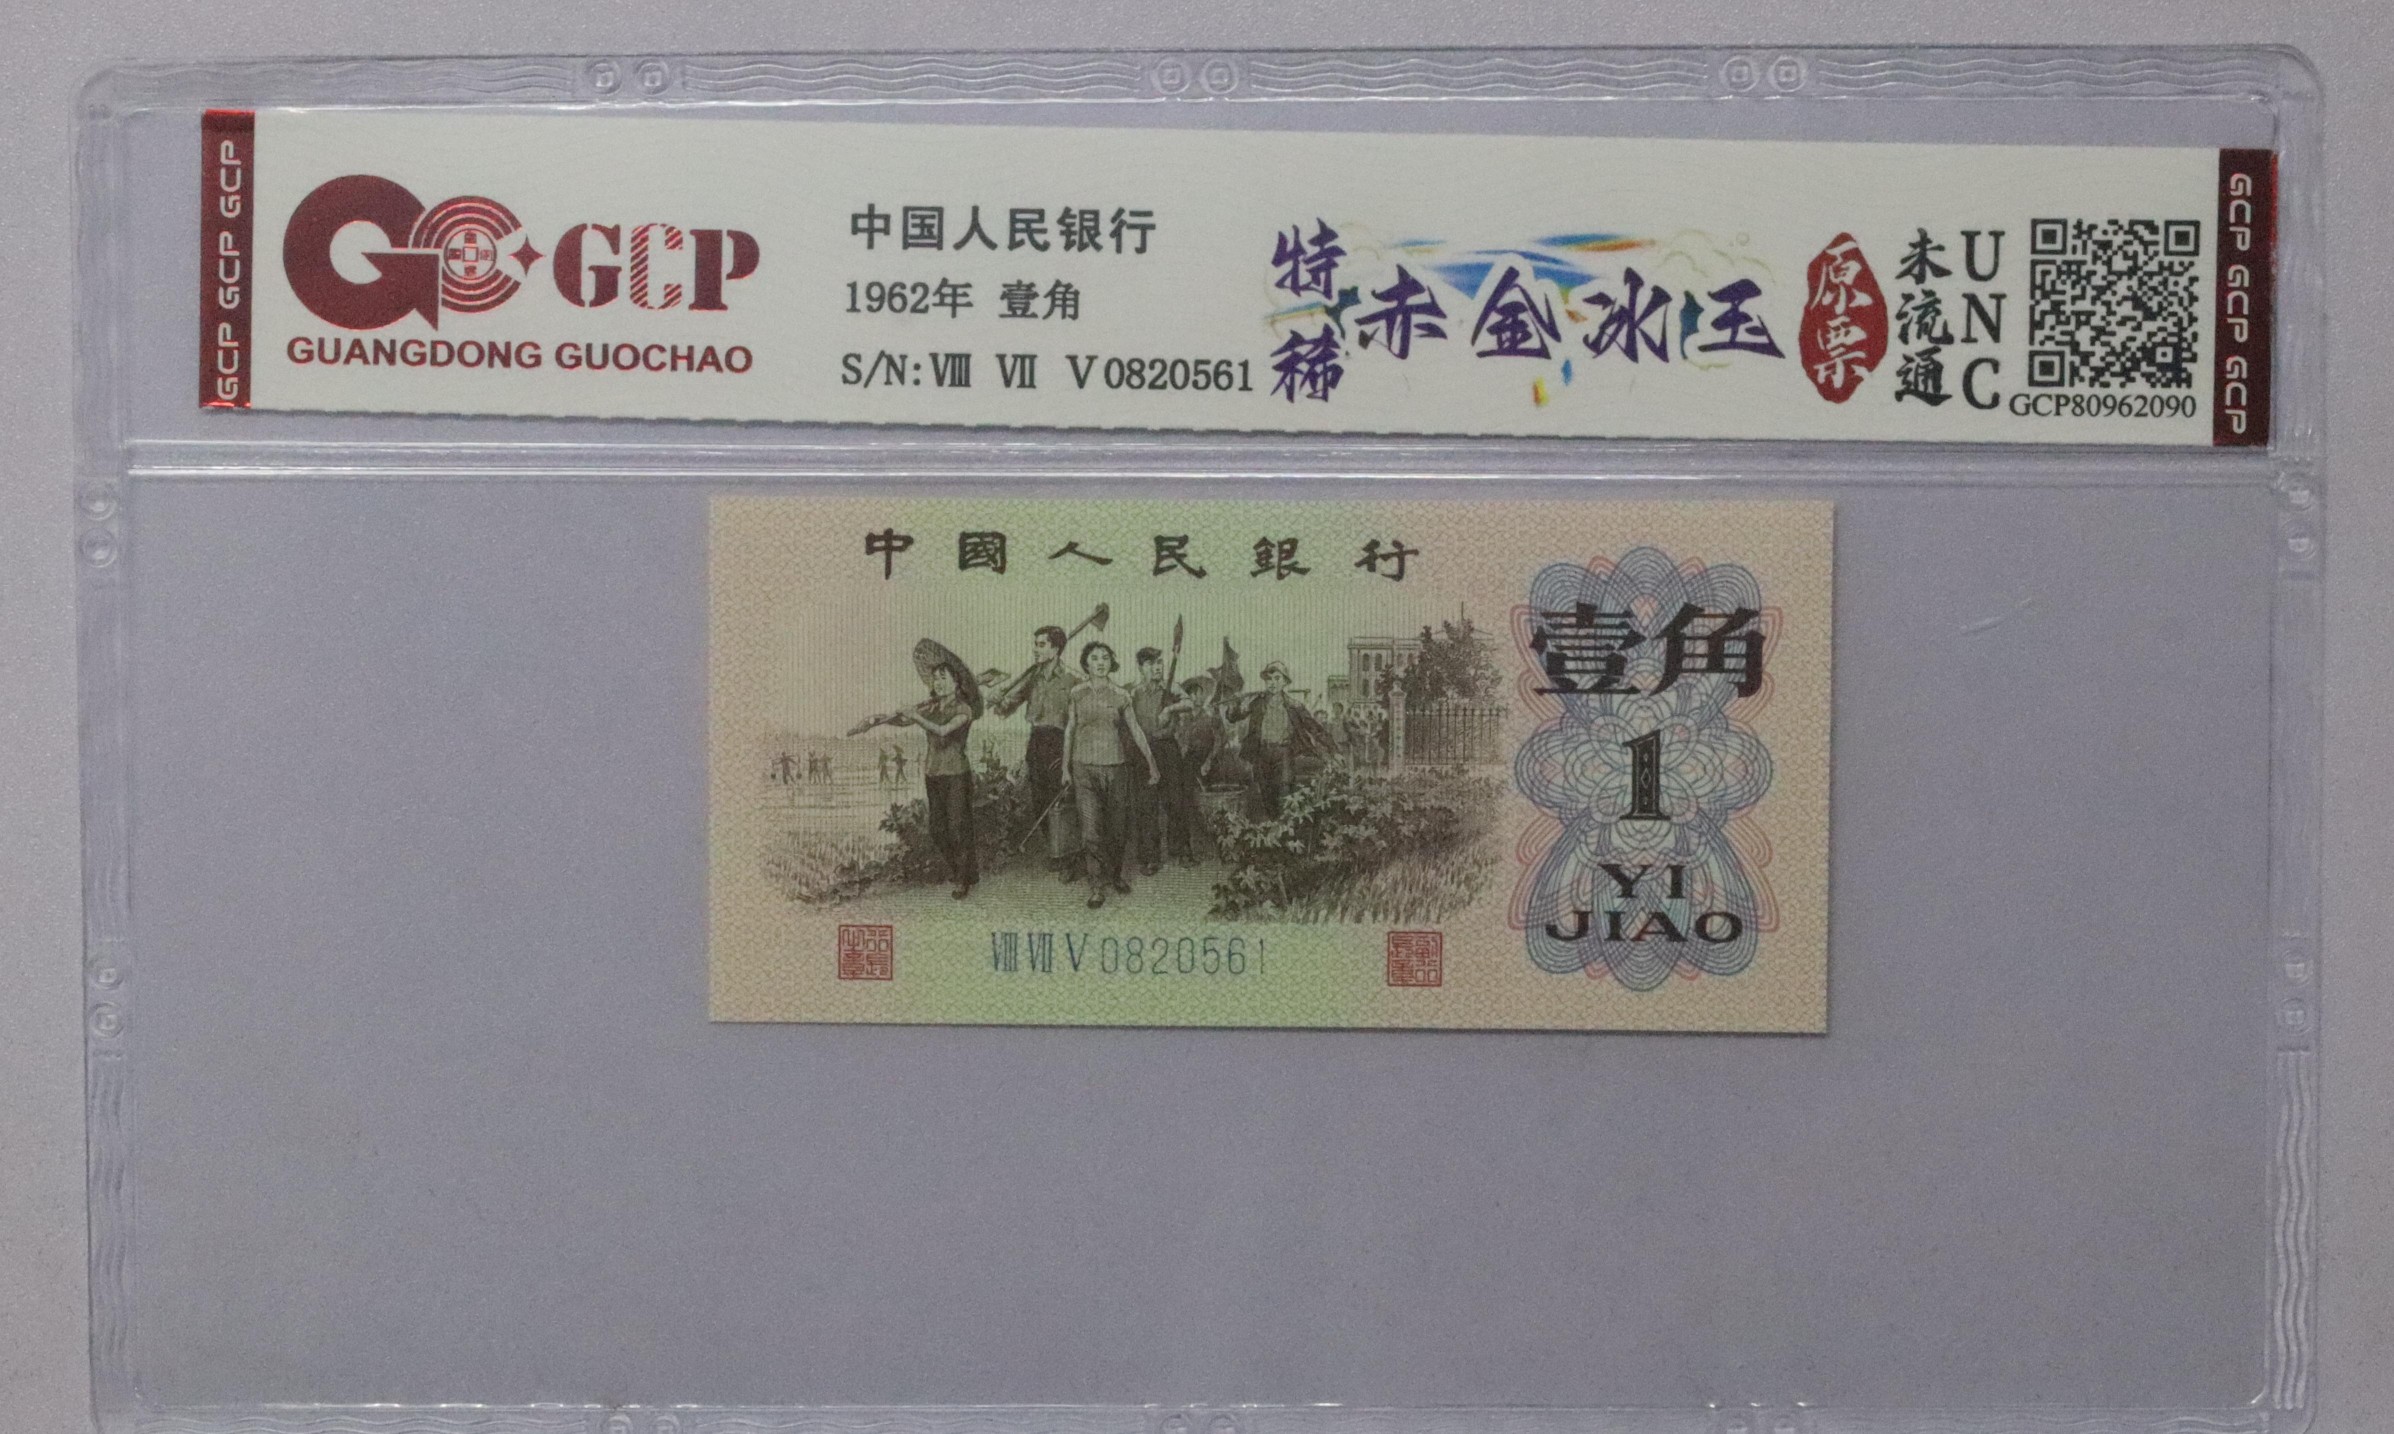 GCP GCP GCP
GCP
GUANGDONG GUOCHAO
中国人民银行
1962年 壹角
S/N: Ⅷ Ⅶ Ⅴ 0820561
特稀
赤金冰玉
原票
未流通
UNC
GCP80962090
GCP GCP GCP
中國人民銀行
壹角
1
YI
JIAO
Ⅷ Ⅶ Ⅴ 0820561